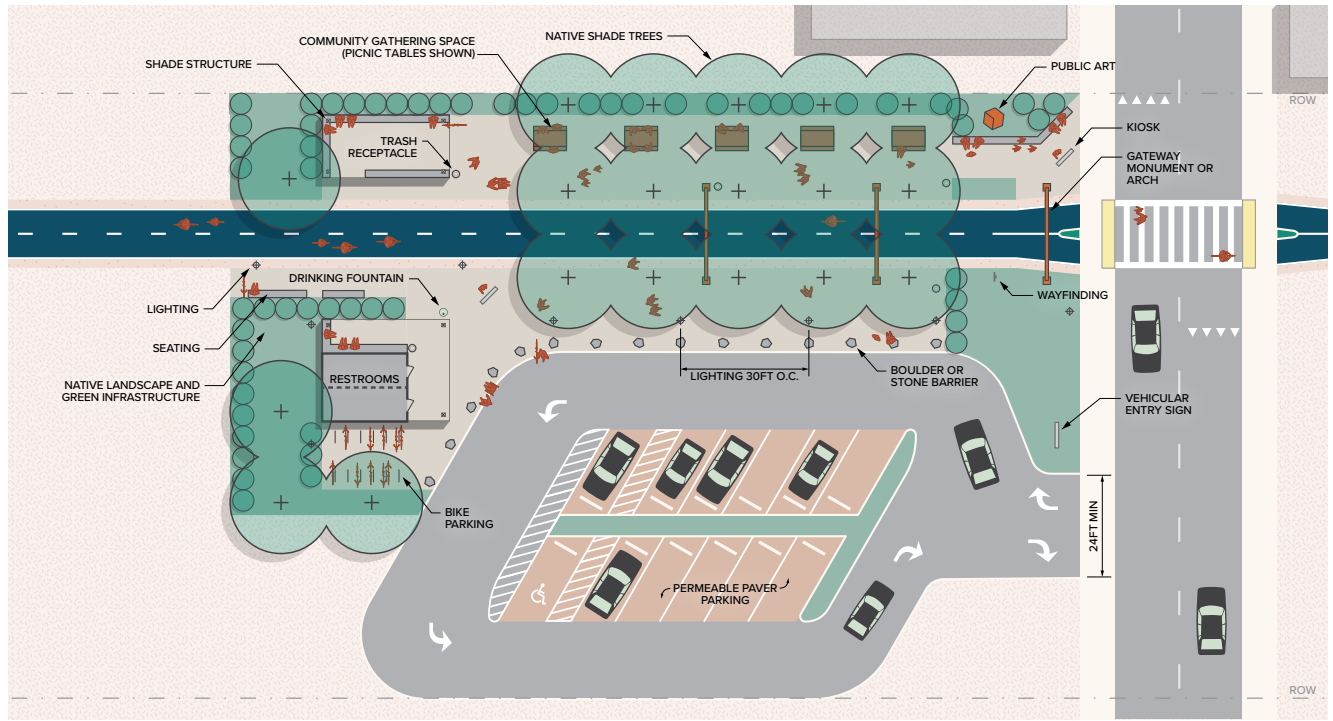 COMMUNITY GATHERING SPACE
(PICNIC TABLES SHOWN)
NATIVE SHADE TREES
SHADE STRUCTURE
PUBLIC ART
ROW
TRASH
RECEPTACLE
KIOSK
GATEWAY
MONUMENT OR
ARCH
DRINKING FOUNTAIN
WAYFINDING
LIGHTING
SEATING
NATIVE LANDSCAPE AND
GREEN INFRASTRUCTURE
RESTROOMS
LIGHTING 30FT O.C.
BOULDER OR
STONE BARRIER
VEHICULAR
ENTRY SIGN
BIKE
PARKING
24FT MIN
PERMEABLE PAVER
PARKING
ROW